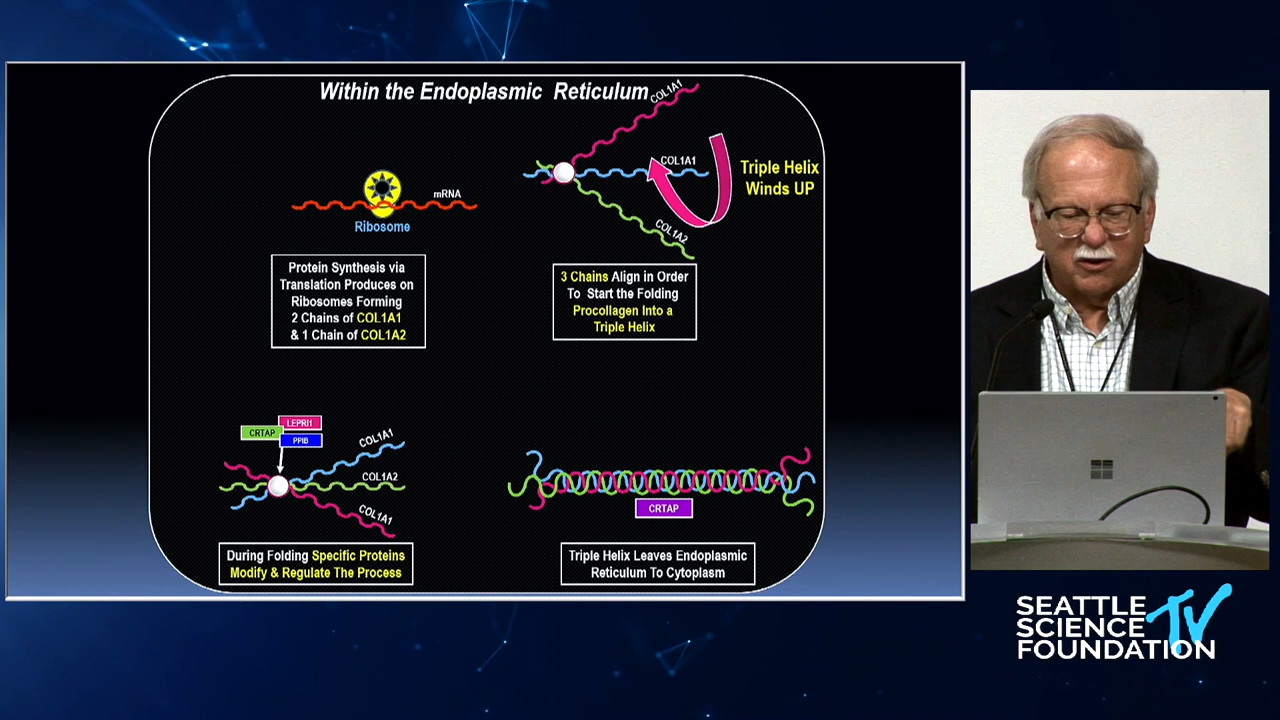 Within the Endoplasmic Reticulum
mRNA
Ribosome
Protein Synthesis via
Translation Produces on
Ribosomes Forming
2 Chains of COL1A1
& 1 Chain of COL1A2
COL1A1
COL1A1
COL1A2
Triple Helix
Winds UP
3 Chains Align in Order
To Start the Folding
Procollagen Into a
Triple Helix
LEPRI1
CRTAP
PPIB
COL1A1
COL1A2
COL1A1
During Folding Specific Proteins
Modify & Regulate The Process
CRTAP
Triple Helix Leaves Endoplasmic
Reticulum To Cytoplasm
SEATTLE
SCIENCE
FOUNDATION
TV